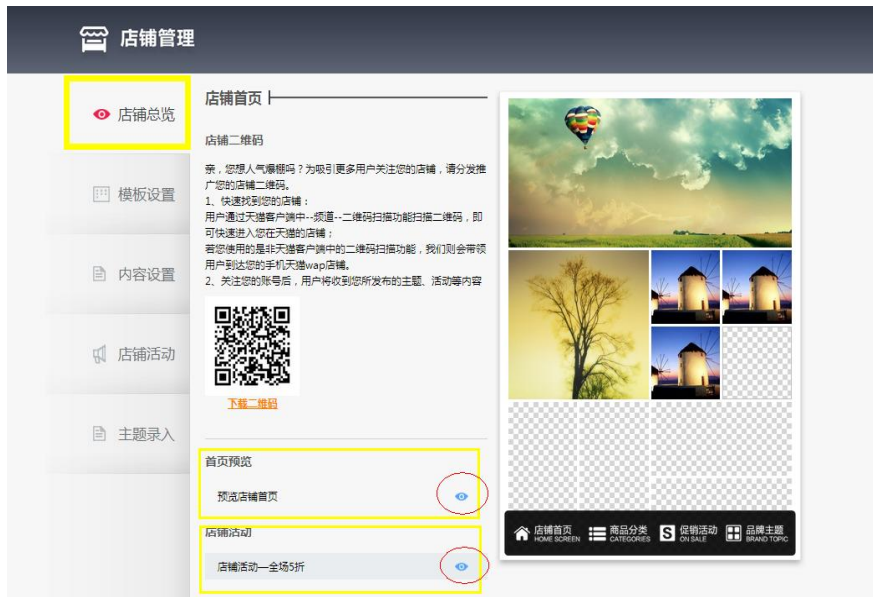 店铺管理
店铺总览
模板设置
内容设置
店铺活动
主题录入
店铺首页
店铺二维码
亲，您想人气爆棚吗？为吸引更多用户关注您的店铺，请分发推
广您的店铺二维码。
1、快速找到您的店铺：
用户通过天猫客户端中--频道--二维码扫描功能扫描二维码，即
可快速进入您在天猫的店铺；
若您使用的是非天猫客户端中的二维码扫描功能，我们则会带领
用户到达您的手机天猫wap店铺。
2、关注您的账号后，用户将收到您所发布的主题、活动等内容
下载二维码
首页预览
预览店铺首页
店铺活动
店铺活动—全场5折
店铺首页
HOME SCREEN
商品分类
CATEGORIES
S
促销活动
ON SALE
品牌主题
BRAND TOPIC